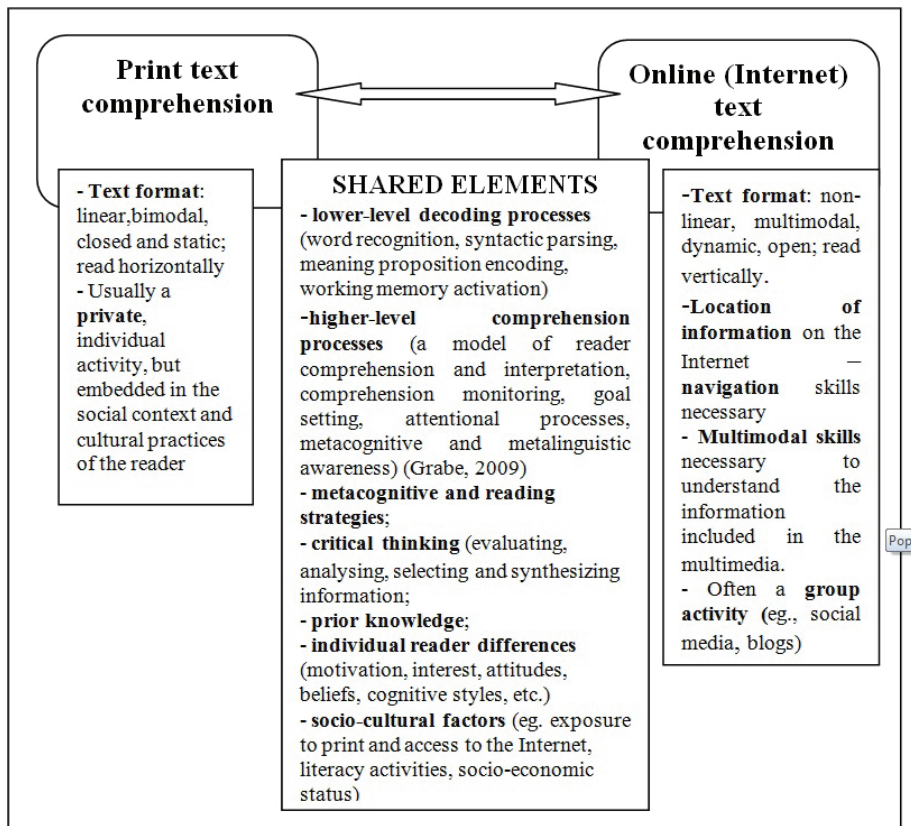 Print text
comprehension
Online (Internet)
text
comprehension
- Text format:
linear,bimodal,
closed and static;
read horizontally
- Usually a
private,
individual
activity, but
embedded in the
social context and
cultural practices
of the reader
SHARED ELEMENTS
- lower-level decoding processes
(word recognition, syntactic parsing,
meaning proposition encoding,
working memory activation)
-higher-level comprehension
processes (a model of reader
comprehension and interpretation,
comprehension monitoring, goal
setting, attentional processes,
metacognitive and metalinguistic
awareness) (Grabe, 2009)
- metacognitive and reading
strategies;
- critical thinking (evaluating,
analysing, selecting and synthesizing
information;
- prior knowledge;
- individual reader differences
(motivation, interest, attitudes,
beliefs, cognitive styles, etc.)
- socio-cultural factors (eg. exposure
to print and access to the Internet,
literacy activities, socio-economic
status)
-Text format: non-
linear, multimodal,
dynamic, open; read
vertically.
-Location of
information on the
Internet –
navigation skills
necessary
- Multimodal skills
necessary to
understand the
information
included in the
multimedia.
- Often a group
activity (eg., social
media, blogs)
Pop